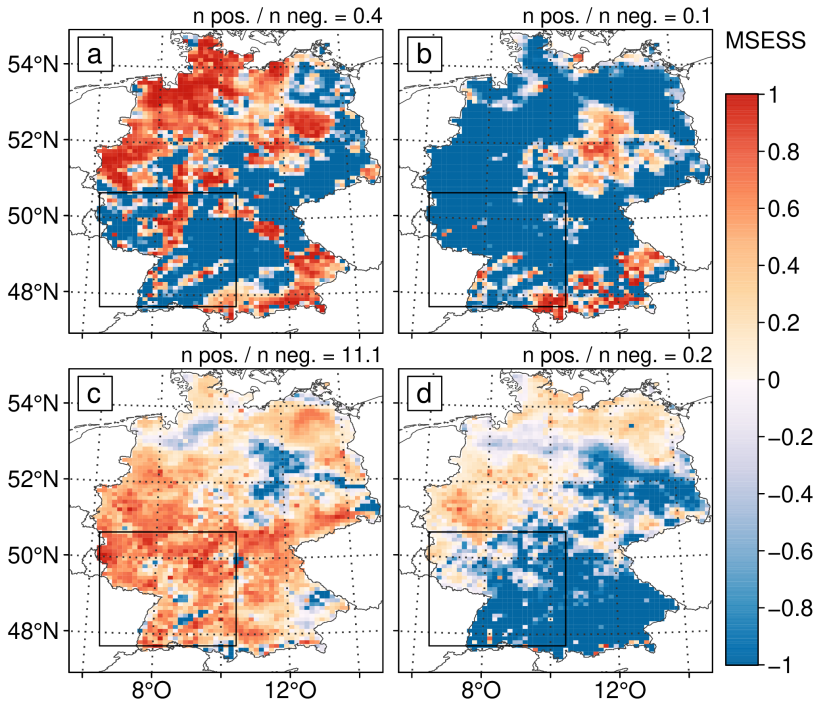 n pos. / n neg. = 0.4
n pos. / n neg. = 0.1
MSESS
a
b
54°N
52°N
50°N
48°N
1
0.8
0.6
0.4
0.2
0
−0.2
−0.4
−0.6
−0.8
−1
n pos. / n neg. = 11.1
n pos. / n neg. = 0.2
c
d
54°N
52°N
50°N
48°N
8°O
12°O
8°O
12°O